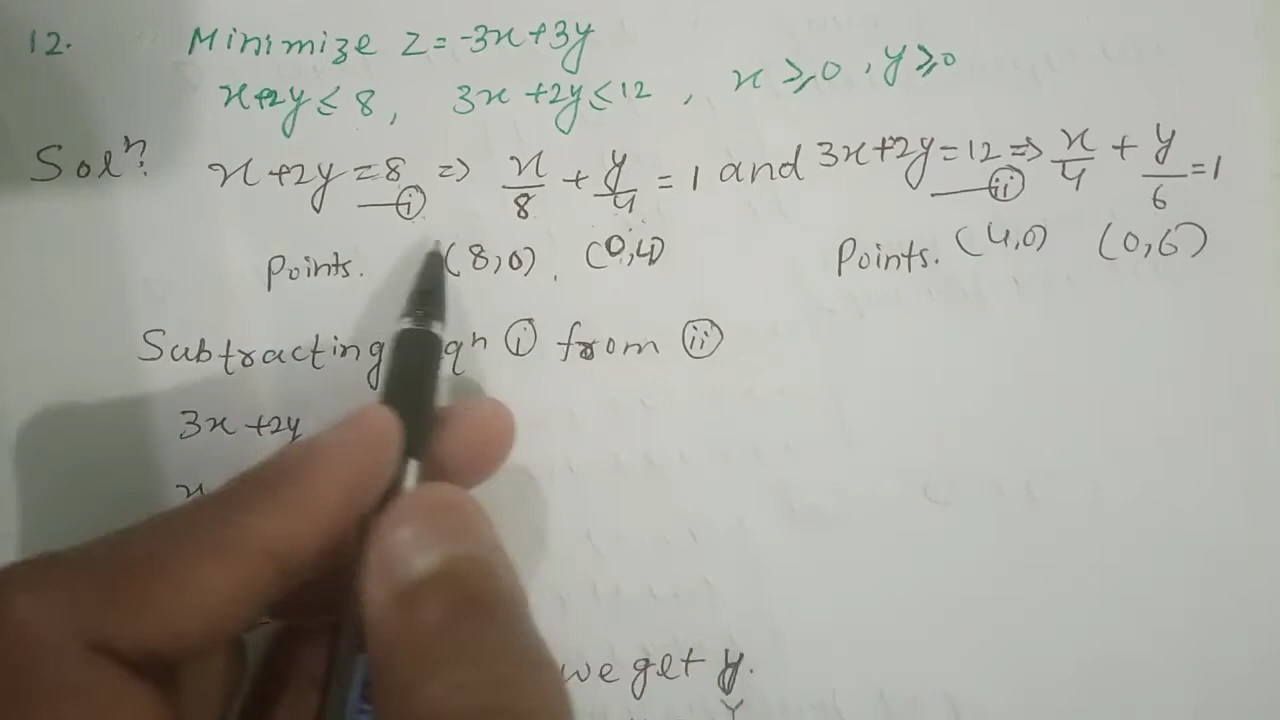 12. Minimize Z = -3x + 3y
x + 2y ≤ 8, 3x + 2y ≤ 12, x ≥ 0, y ≥ 0
Solⁿ. x + 2y = 8 ⇒ x/8 + y/4 = 1 and 3x + 2y = 12 ⇒ x/4 + y/6 = 1
(i) (ii)
Points. (8,0), (0,4) Points. (4,0) (0,6)
Subtracting qⁿ (i) from (ii)
3x + 2y
x
we get y.